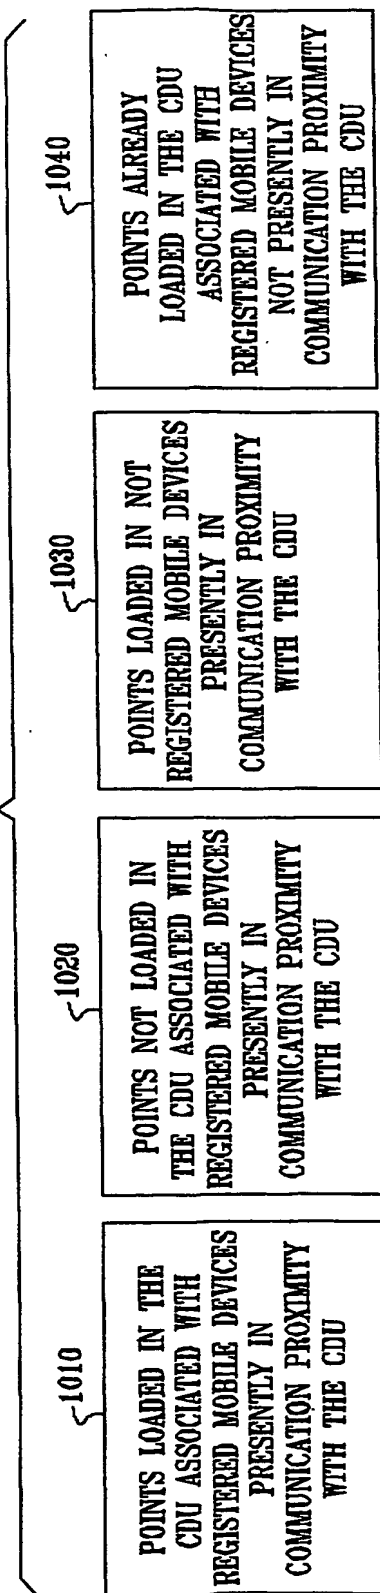 1010
POINTS LOADED IN THE
CDU ASSOCIATED WITH
REGISTERED MOBILE DEVICES
PRESENTLY IN
COMMUNICATION PROXIMITY
WITH THE CDU
1020
POINTS NOT LOADED IN
THE CDU ASSOCIATED WITH
REGISTERED MOBILE DEVICES
PRESENTLY IN
COMMUNICATION PROXIMITY
WITH THE CDU
1030
POINTS LOADED IN NOT
REGISTERED MOBILE DEVICES
PRESENTLY IN
COMMUNICATION PROXIMITY
WITH THE CDU
1040
POINTS ALREADY
LOADED IN THE CDU
ASSOCIATED WITH
REGISTERED MOBILE DEVICES
NOT PRESENTLY IN
COMMUNICATION PROXIMITY
WITH THE CDU